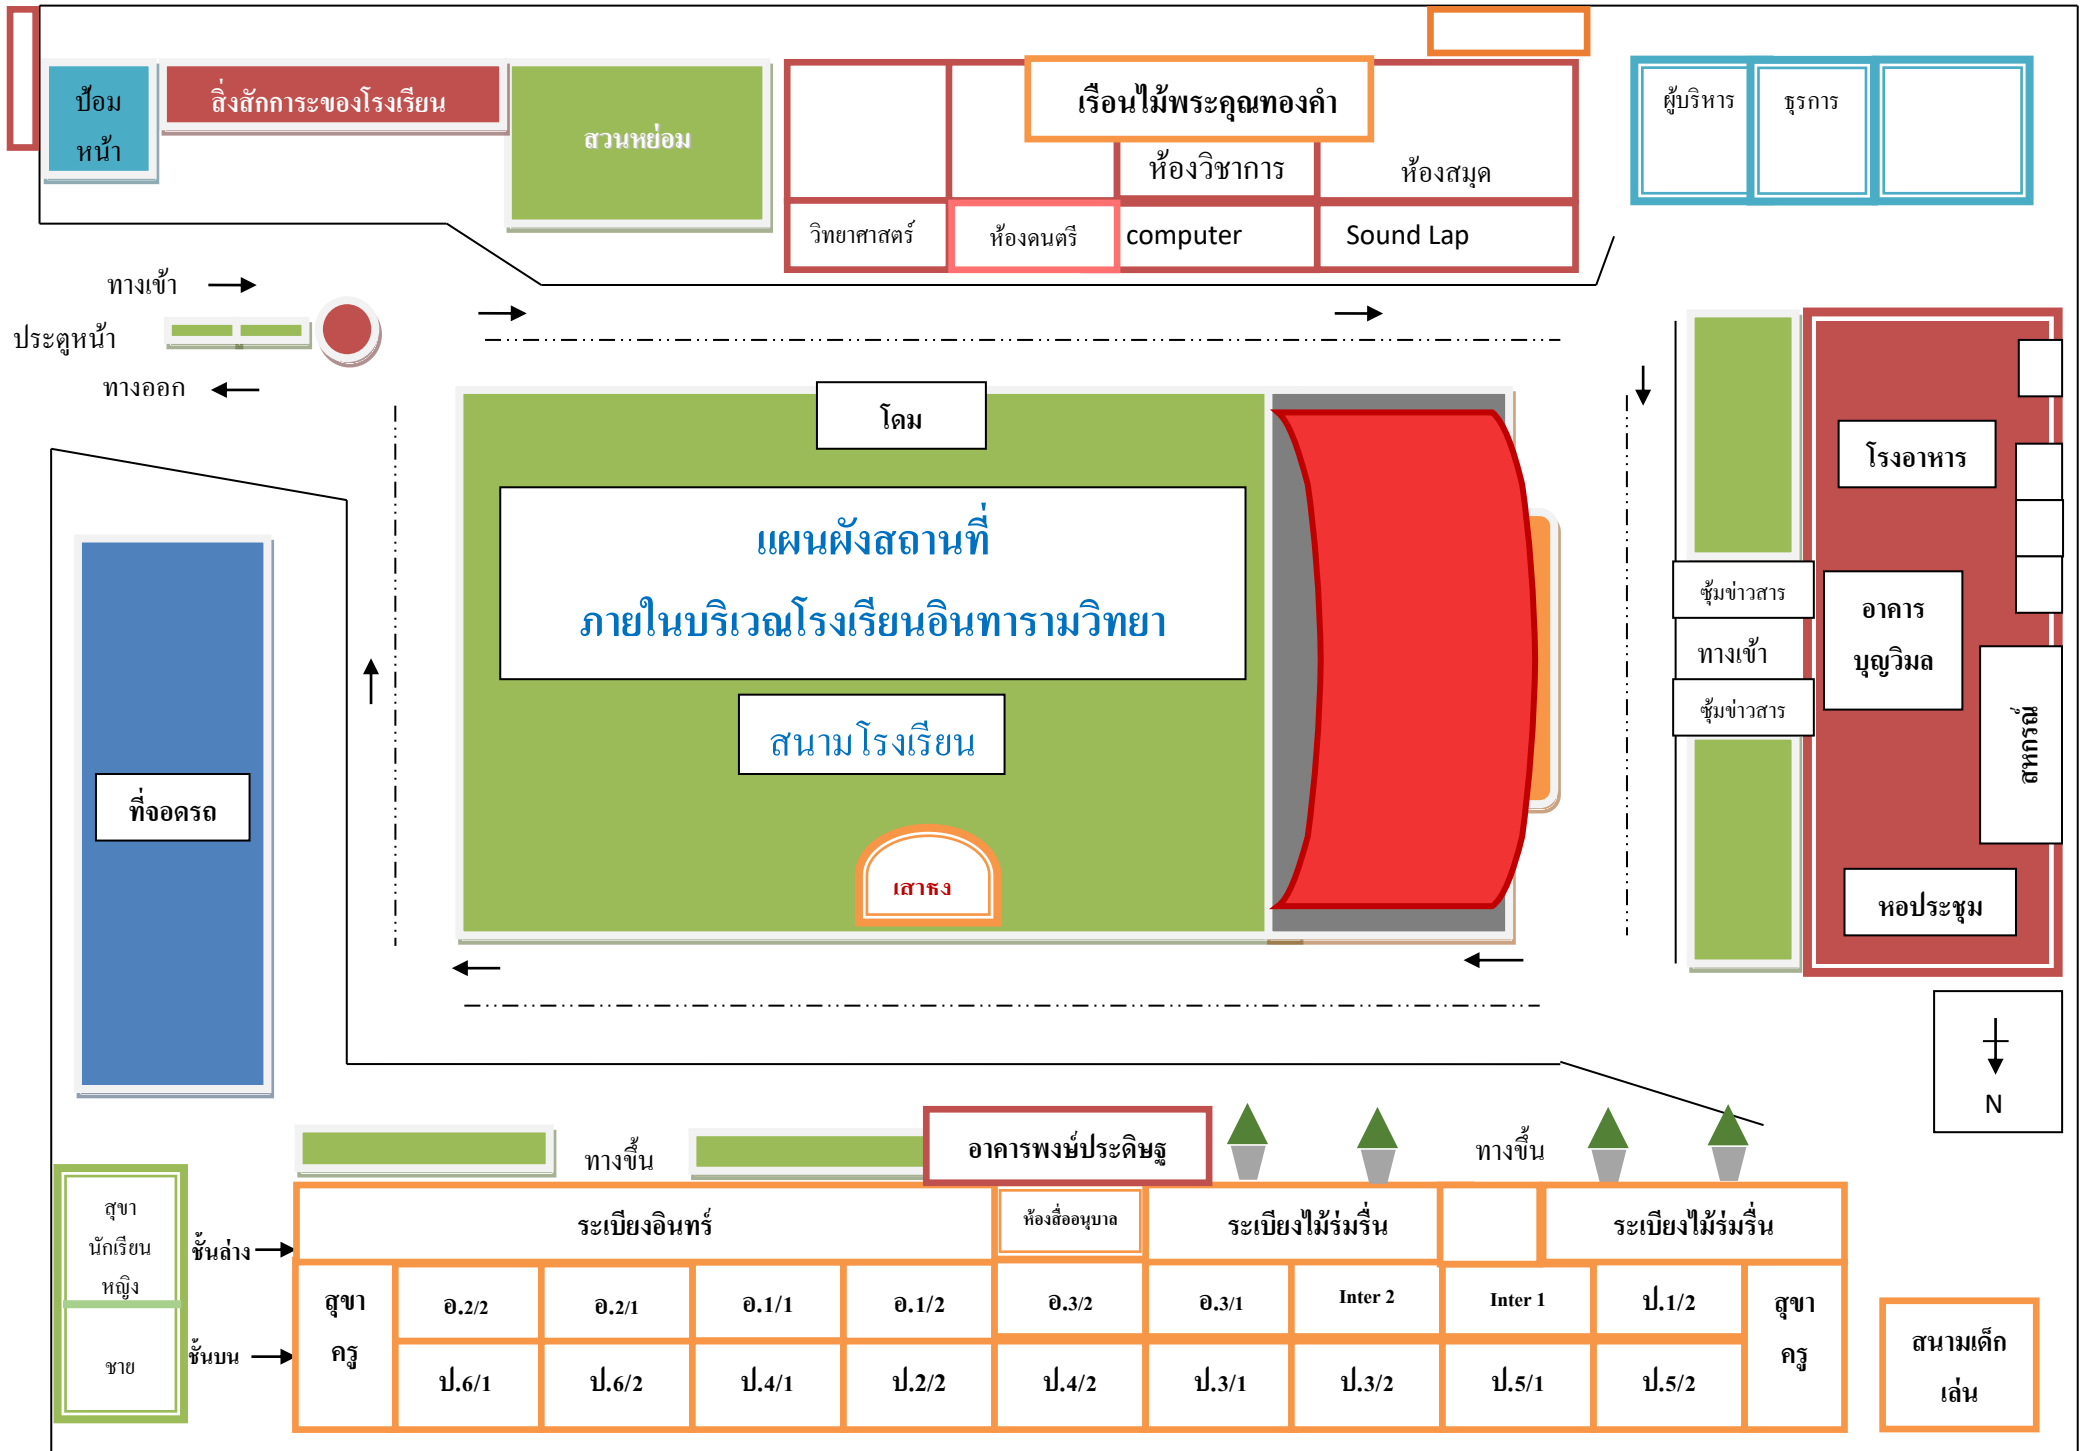 ป้อม
หน้า
สิ่งสักการะของโรงเรียน
สวนหย่อม
เรือนไม้พระคุณทองคำ
ห้องวิชาการ
ห้องสมุด
วิทยาศาสตร์
ห้องดนตรี
computer
Sound Lap
ผู้บริหาร
ธุรการ
ทางเข้า
ประตูหน้า
ทางออก
โดม
แผนผังสถานที่
ภายในบริเวณโรงเรียนอินทารามวิทยา
สนามโรงเรียน
เสาธง
ที่จอดรถ
โรงอาหาร
ซุ้มข่าวสาร
ทางเข้า
ซุ้มข่าวสาร
อาคาร
บุญวิมล
สหกรณ์
หอประชุม
N
ทางขึ้น
อาคารพงษ์ประดิษฐ
ทางขึ้น
สุขา
นักเรียน
หญิง
ชาย
ชั้นล่าง
ชั้นบน
ระเบียงอินทร์
ห้องสื่ออนุบาล
ระเบียงไม้ร่มรื่น
ระเบียงไม้ร่มรื่น
สุขา
ครู
อ.2/2
อ.2/1
อ.1/1
อ.1/2
อ.3/2
อ.3/1
Inter 2
Inter 1
ป.1/2
สุขา
ครู
ป.6/1
ป.6/2
ป.4/1
ป.2/2
ป.4/2
ป.3/1
ป.3/2
ป.5/1
ป.5/2
สนามเด็ก
เล่น